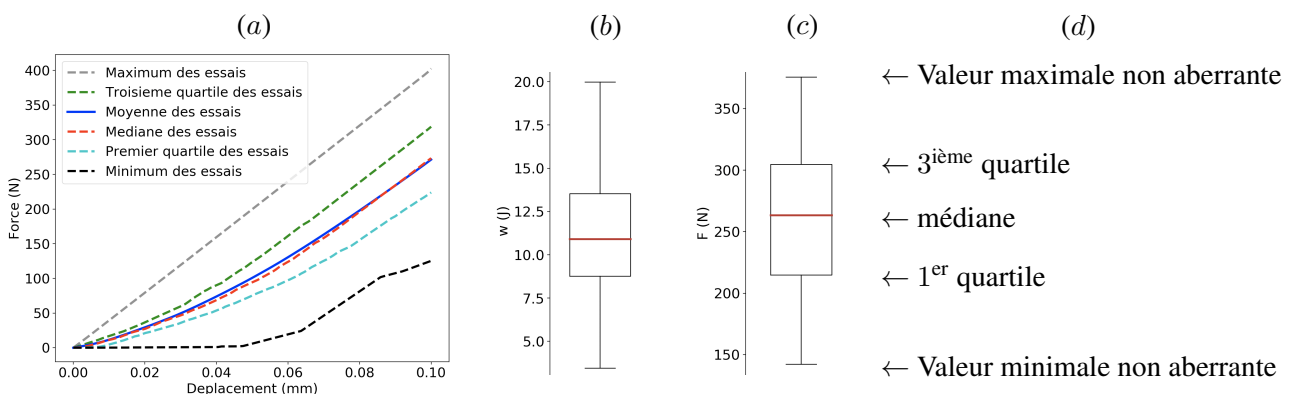 (a)
400
350
300
250
200
150
100
50
0
Force (N)
Maximum des essais
Troisieme quartile des essais
Moyenne des essais
Mediane des essais
Premier quartile des essais
Minimum des essais
0.00 0.02 0.04 0.06 0.08 0.10
Deplacement (mm)
(b)
20.0
17.5
15.0
12.5
10.0
7.5
5.0
w (J)
(c)
350
300
250
200
150
F (N)
(d)
← Valeur maximale non aberrante
← 3ième quartile
← médiane
← 1er quartile
← Valeur minimale non aberrante